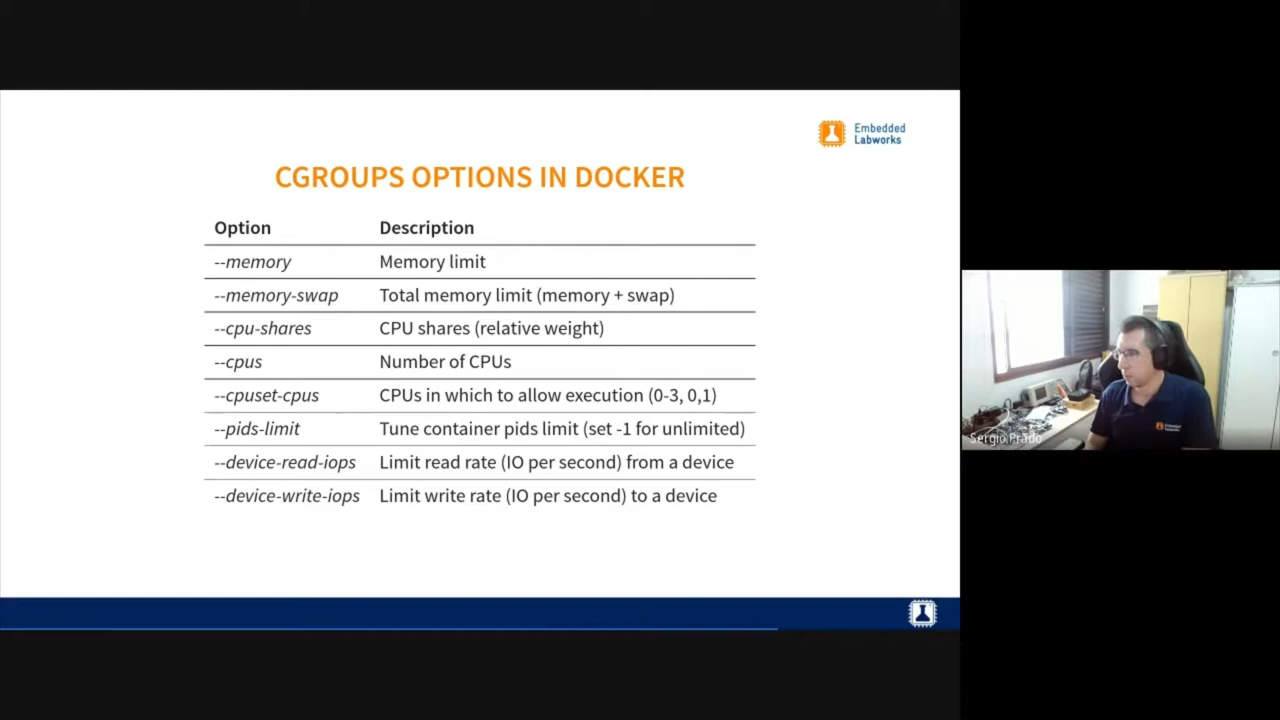 Embedded
Labworks
CGROUPS OPTIONS IN DOCKER
Option Description
--memory Memory limit
--memory-swap Total memory limit (memory + swap)
--cpu-shares CPU shares (relative weight)
--cpus Number of CPUs
--cpuset-cpus CPUs in which to allow execution (0-3, 0,1)
--pids-limit Tune container pids limit (set -1 for unlimited)
--device-read-iops Limit read rate (IO per second) from a device
--device-write-iops Limit write rate (IO per second) to a device
Embedded
Labworks
Sergio Prado